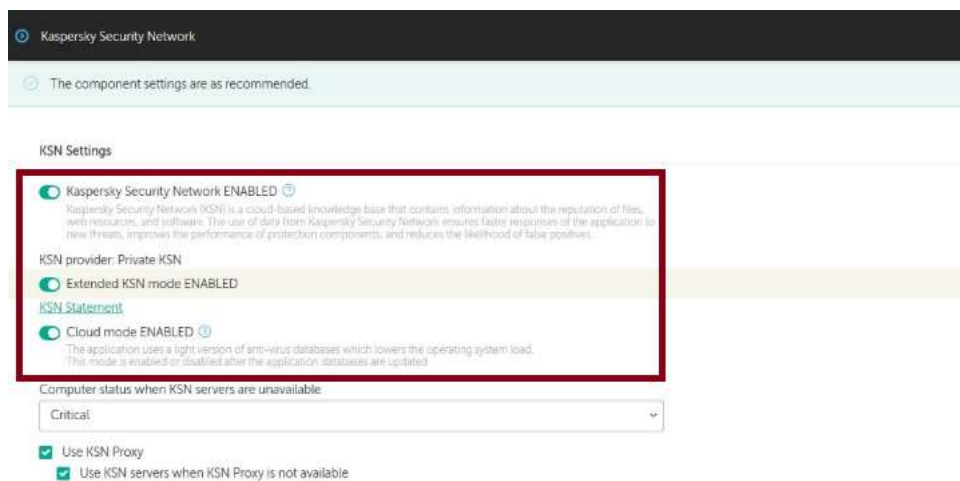 Kaspersky Security Network
The component settings are as recommended.
KSN Settings
Kaspersky Security Network ENABLED
Kaspersky Security Network (KSN) is a cloud-based knowledge base that contains information about the reputation of files,
web resources, and software. The use of data from Kaspersky Security Network ensures faster responses of the application to
new threats, improves the performance of protection components, and reduces the likelihood of false positives.
KSN provider: Private KSN
Extended KSN mode ENABLED
KSN Statement
Cloud mode ENABLED
The application uses a light version of anti-virus databases which lowers the operating system load.
This mode is enabled or disabled after the application databases are updated
Computer status when KSN servers are unavailable
Critical
Use KSN Proxy
Use KSN servers when KSN Proxy is not available